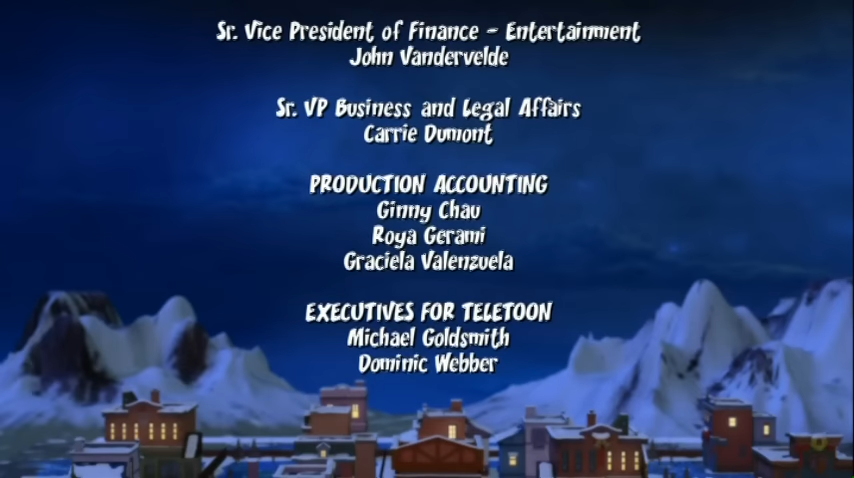 Sr. Vice President of Finance - Entertainment
John Vandervelde
Sr. VP Business and Legal Affairs
Carrie Dumont
PRODUCTION ACCOUNTING
Ginny Chau
Roya Gerami
Graciela Valenzuela
EXECUTIVES FOR TELETOON
Michael Goldsmith
Dominic Webber